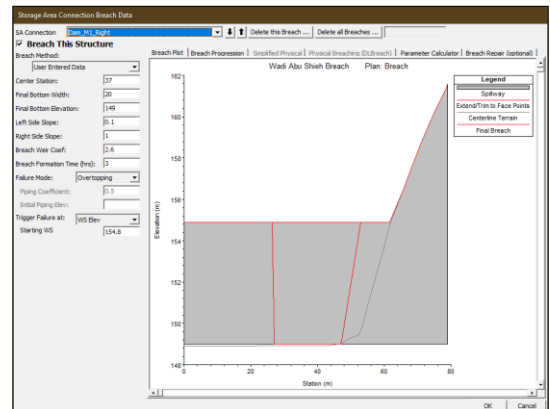 Storage Area Connection Breach Data
SA Connection Dam_M1_Right Delete this Breach ... Delete all Breaches ...
Breach This Structure
Breach Method:
User Entered Data
Center Station: 37
Final Bottom Width: 20
Final Bottom Elevation: 149
Left Side Slope: 0.1
Right Side Slope: 1
Breach Weir Coef: 2.6
Breach Formation Time (hrs): 3
Failure Mode: Overtopping
Piping Coefficient: 0.5
Initial Piping Elev:
Trigger Failure at: WS Elev
Starting WS 154.8
Breach Plot Breach Progression Simplified Physical Physical Breaching (DLBreach) Parameter Calculator Breach Repair (optional)
Wadi Abu Shieh Breach Plan: Breach
Legend
Spillway
Extend/Trim to Face Points
Centerline Terrain
Final Breach
Elevation (m)
162
160
158
156
154
152
150
148
0 20 40 60 80
Station (m)
OK Cancel